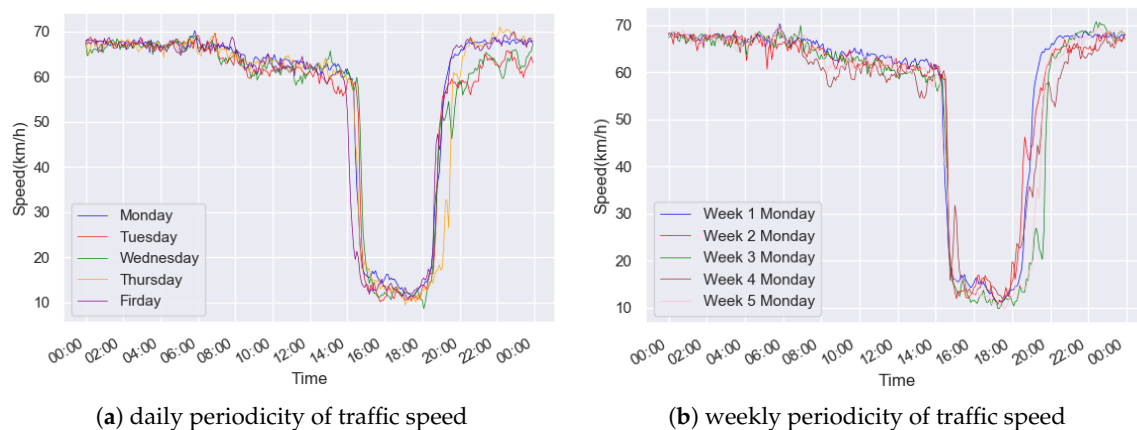 70
60
50
40
30
20
10
Speed(km/h)
Monday
Tuesday
Wednesday
Thursday
Firday
00:00 02:00 04:00 06:00 08:00 10:00 12:00 14:00 16:00 18:00 20:00 22:00 00:00
Time
(a) daily periodicity of traffic speed
70
60
50
40
30
20
10
Speed(km/h)
Week 1 Monday
Week 2 Monday
Week 3 Monday
Week 4 Monday
Week 5 Monday
00:00 02:00 04:00 06:00 08:00 10:00 12:00 14:00 16:00 18:00 20:00 22:00 00:00
Time
(b) weekly periodicity of traffic speed